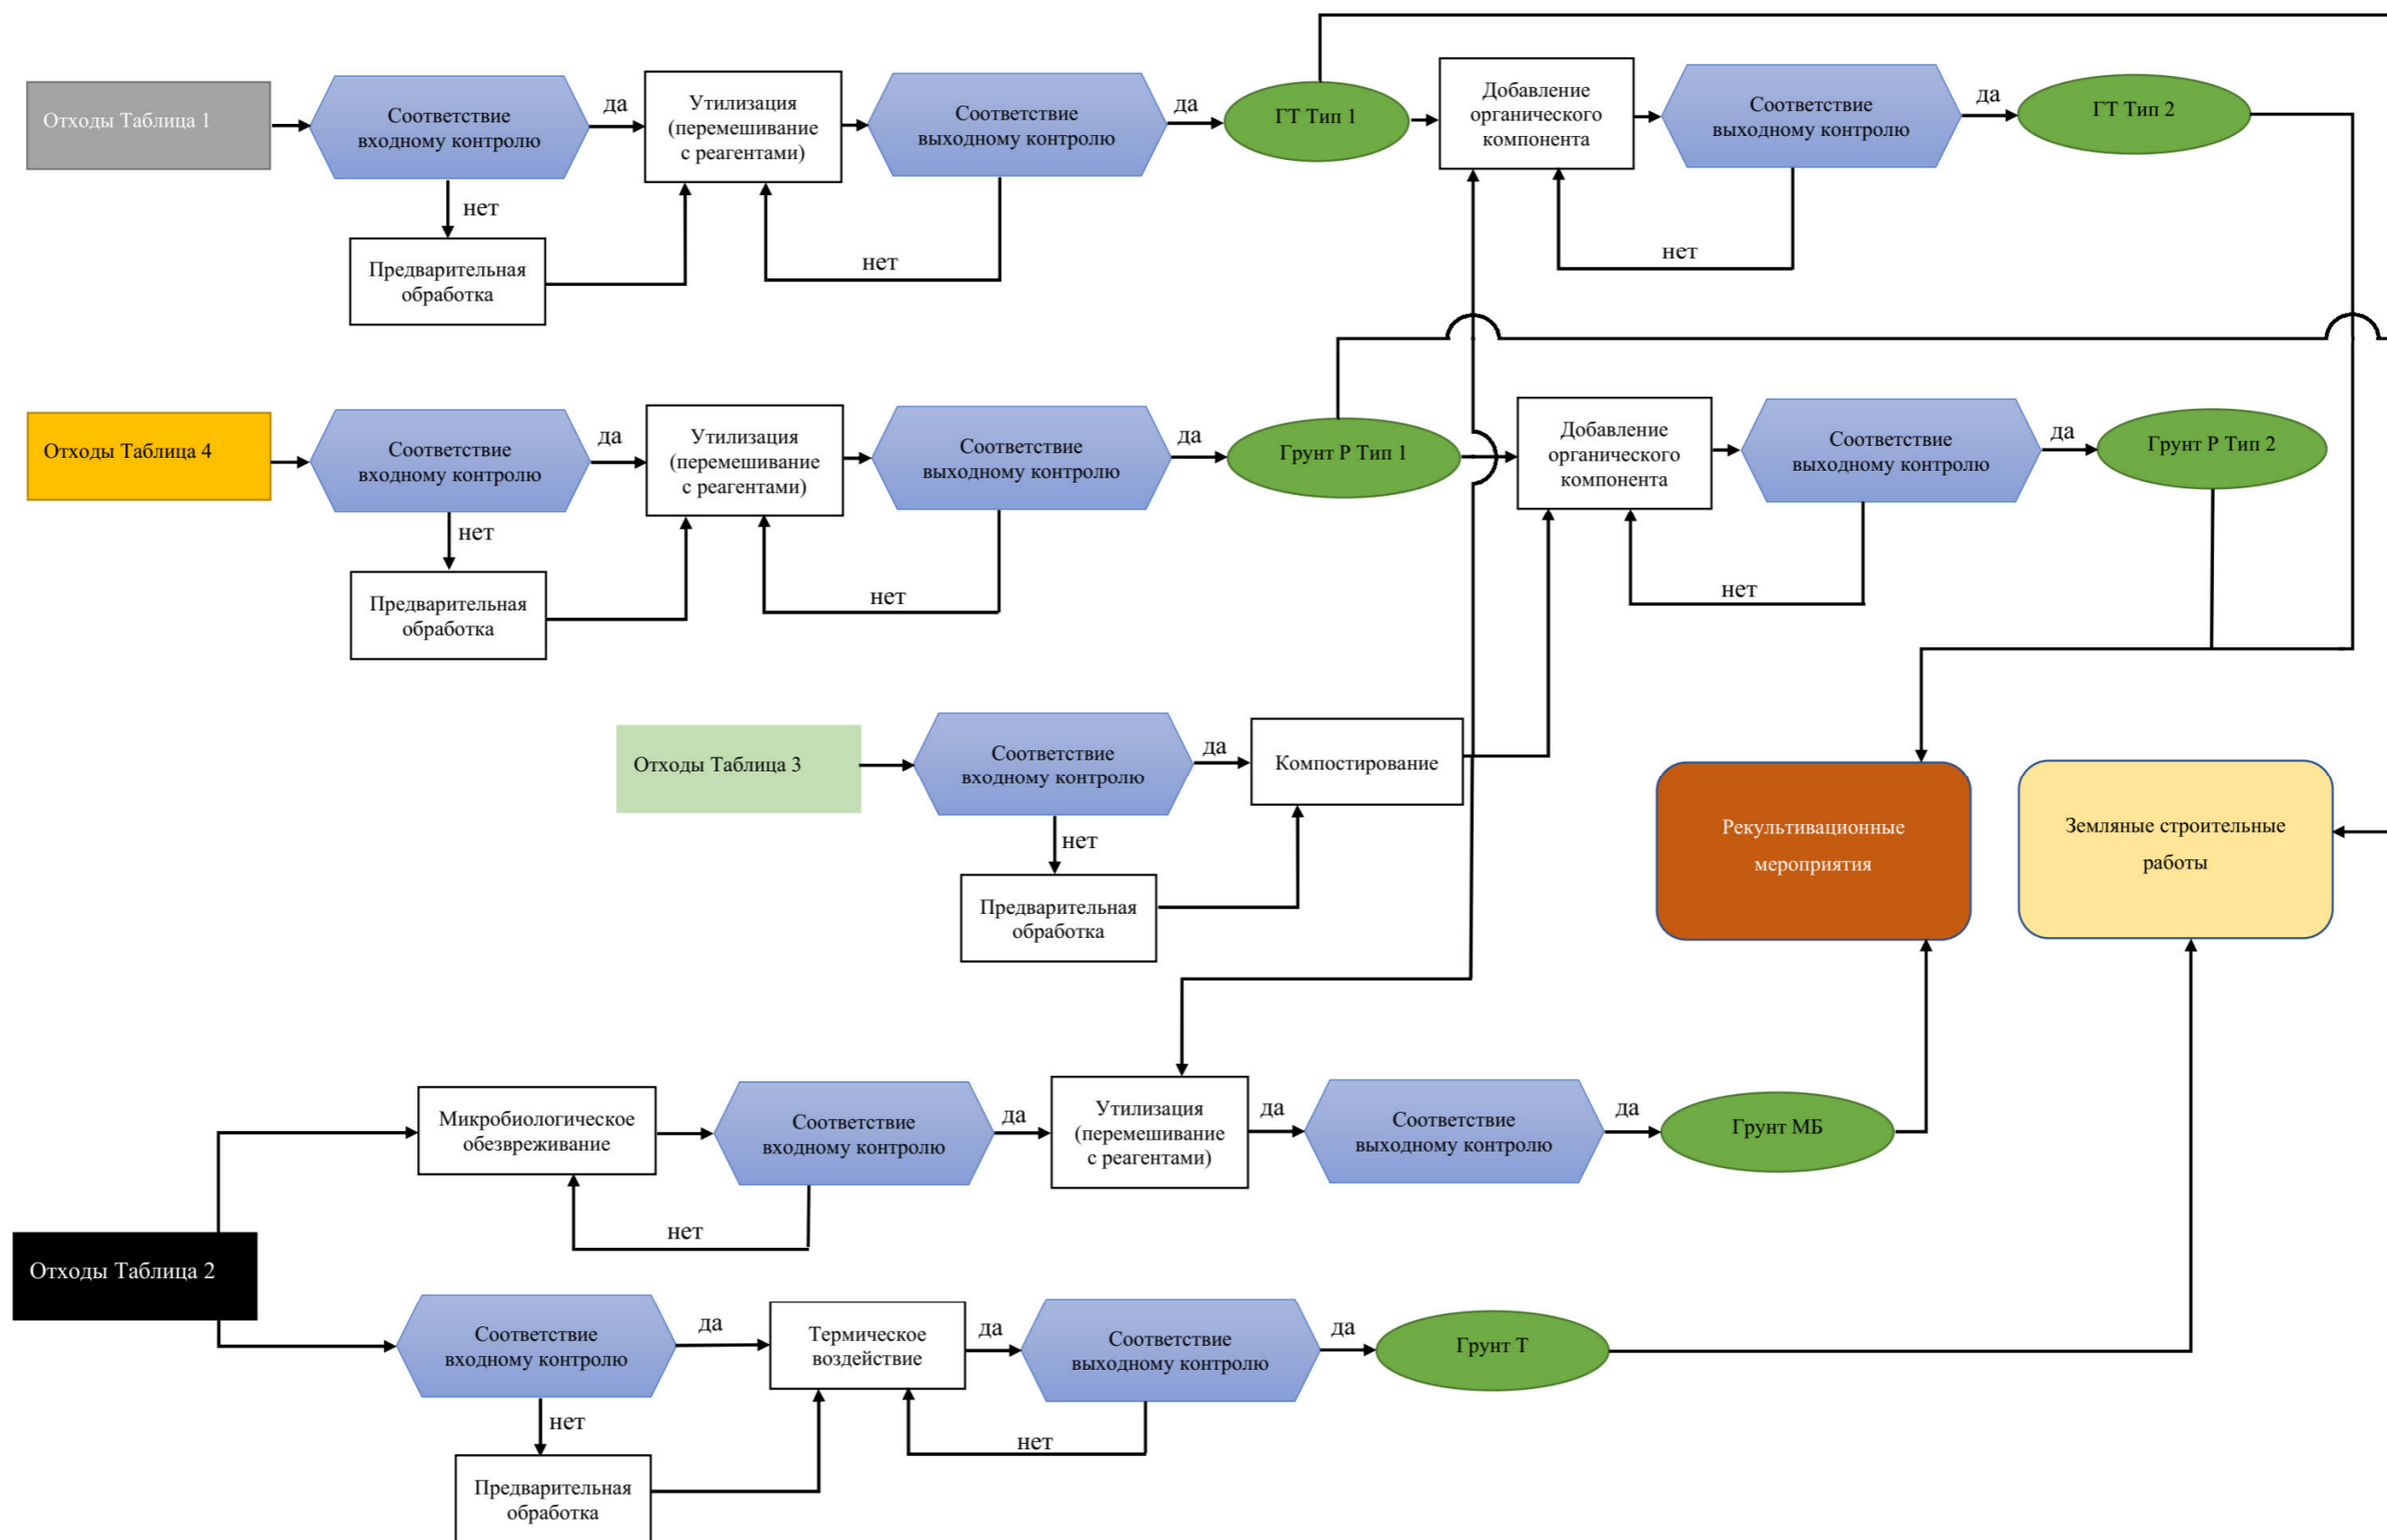 Отходы Таблица 1
Соответствие
входному контролю
да
Утилизация
(перемешивание
с реагентами)
Соответствие
выходному контролю
да
ГТ Тип 1
Добавление
органического
компонента
Соответствие
выходному контролю
да
ГТ Тип 2
нет
Предварительная
обработка
нет
нет
Отходы Таблица 4
Соответствие
входному контролю
да
Утилизация
(перемешивание
с реагентами)
Соответствие
выходному контролю
да
Грунт Р Тип 1
Добавление
органического
компонента
Соответствие
выходному контролю
да
Грунт Р Тип 2
нет
Предварительная
обработка
нет
нет
Отходы Таблица 3
Соответствие
входному контролю
да
Компостирование
нет
Предварительная
обработка
Рекультивационные
мероприятия
Земляные строительные
работы
Отходы Таблица 2
Микробиологическое
обезвреживание
Соответствие
входному контролю
да
Утилизация
(перемешивание
с реагентами)
да
Соответствие
выходному контролю
да
Грунт МБ
нет
Соответствие
входному контролю
да
Термическое
воздействие
да
Соответствие
выходному контролю
да
Грунт Т
нет
Предварительная
обработка
нет